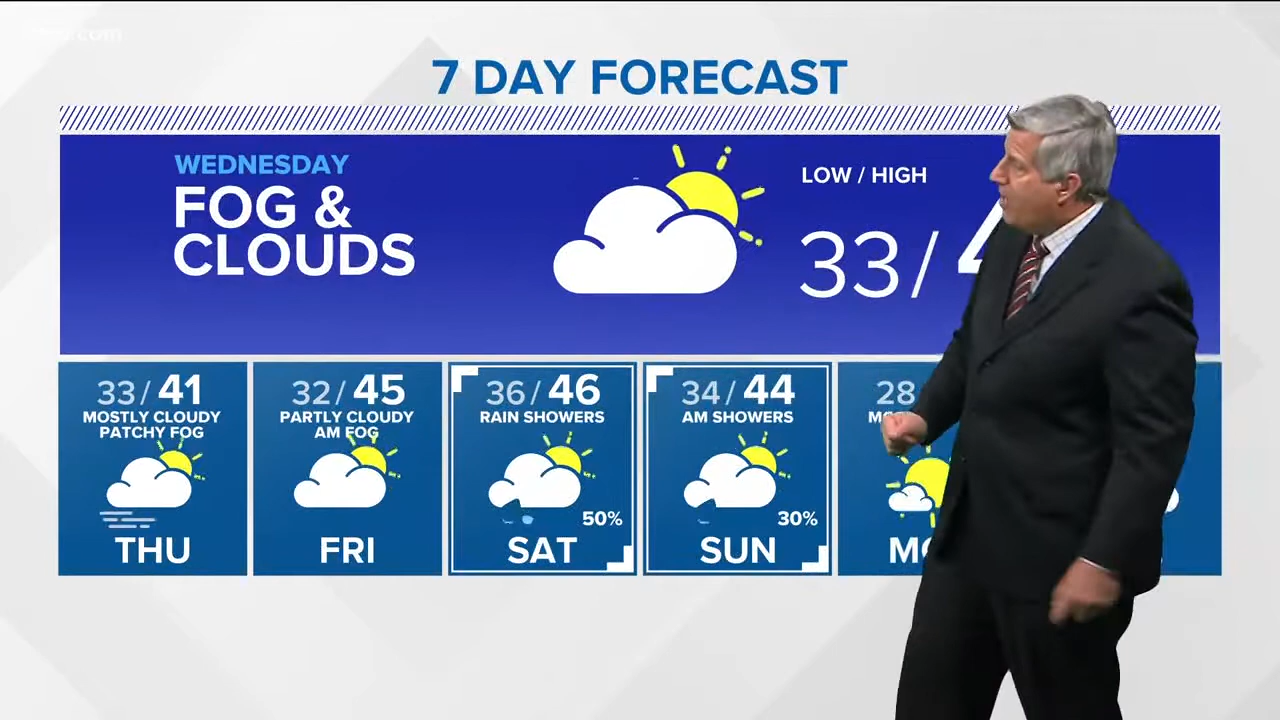 7 DAY FORECAST
WEDNESDAY
FOG &
CLOUDS
LOW / HIGH
33/
33/41
MOSTLY CLOUDY
PATCHY FOG
THU
32/45
PARTLY CLOUDY
AM FOG
FRI
36/46
RAIN SHOWERS
50%
SAT
34/44
AM SHOWERS
30%
SUN
28